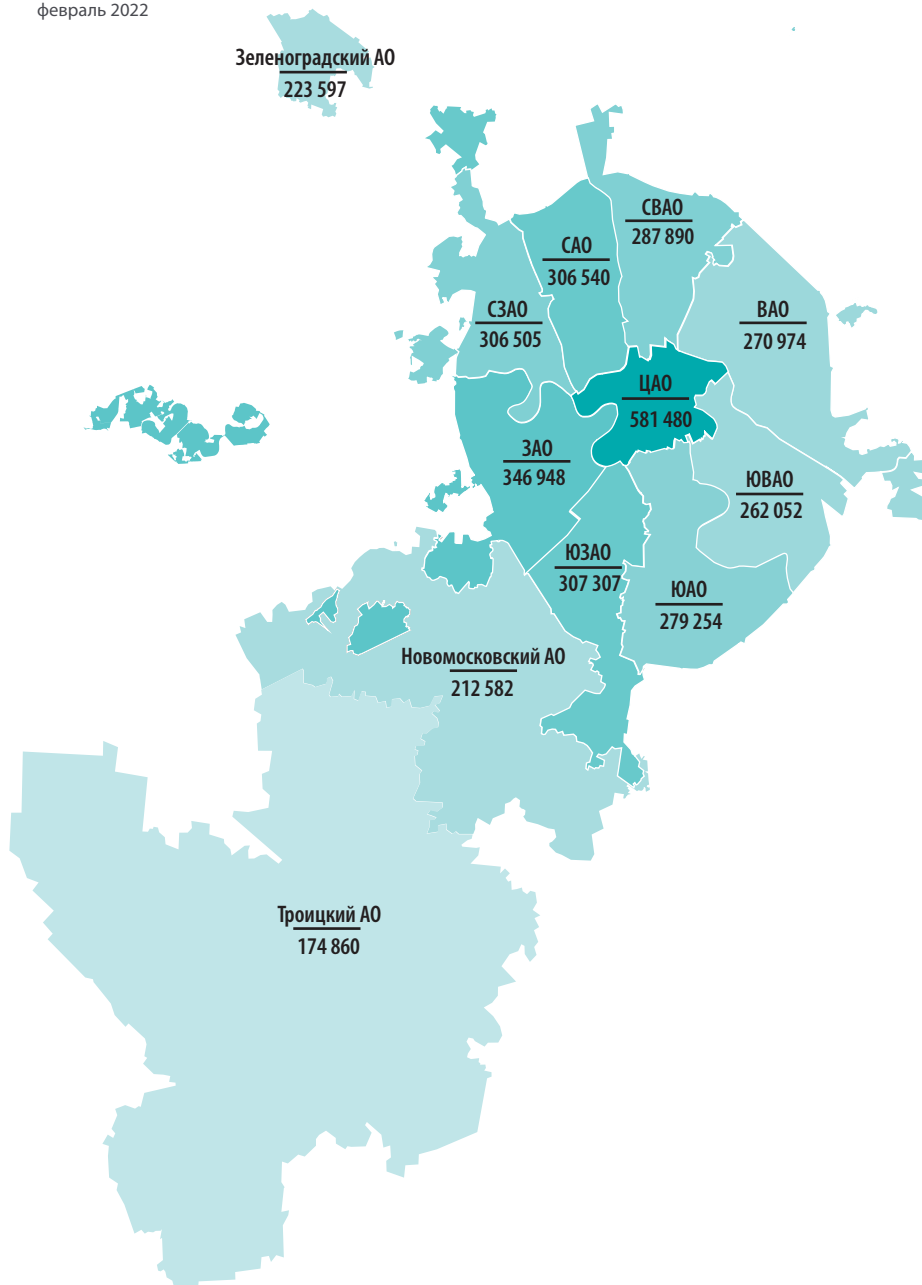 февраль 2022
Зеленоградский АО
223 597
СВАО
287 890
САО
306 540
СЗАО
306 505
ВАО
270 974
ЦАО
581 480
ЗАО
346 948
ЮВАО
262 052
ЮЗАО
307 307
ЮАО
279 254
Новомосковский АО
212 582
Троицкий АО
174 860